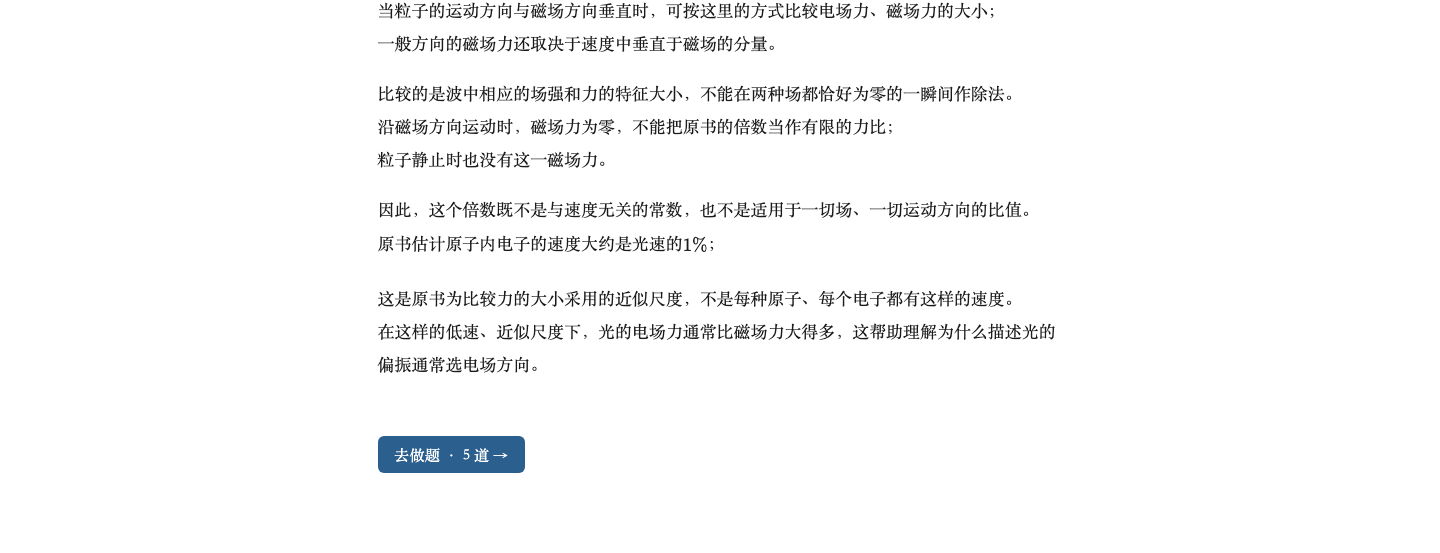 当粒子的运动方向与磁场方向垂直时，可按这里的方式比较电场力、磁场力的大小；
一般方向的磁场力还取决于速度中垂直于磁场的分量。
比较的是波中相应的场强和力的特征大小，不能在两种场都恰好为零的一瞬间作除法。
沿磁场方向运动时，磁场力为零，不能把原书的倍数当作有限的力比；
粒子静止时也没有这一磁场力。
因此，这个倍数既不是与速度无关的常数，也不是适用于一切场、一切运动方向的比值。
原书估计原子内电子的速度大约是光速的1%；
这是原书为比较力的大小采用的近似尺度，不是每种原子、每个电子都有这样的速度。
在这样的低速、近似尺度下，光的电场力通常比磁场力大得多，这帮助理解为什么描述光的
偏振通常选电场方向。
去做题 · 5 道 →